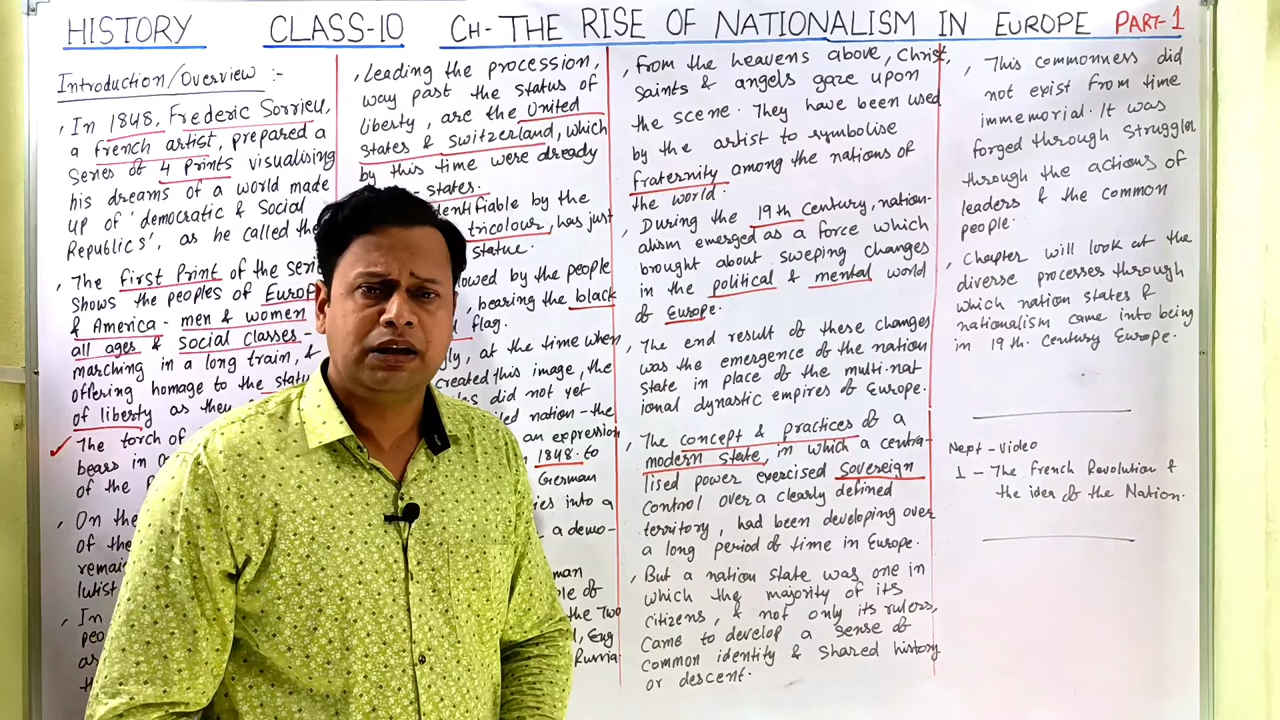 HISTORY CLASS-10 CH- THE RISE OF NATIONALISM IN EUROPE PART-1
Introduction/Overview :-
In 1848, Frederic Sorrieu,
a french artist, prepared a
series of 4 prints visualising
his dreams of a world made
up of 'democratic & Social
Republics', as he called the
The first Print of the seri
shows the peoples of Europ
& America - men & women
all ages & social classes -
marching in a long train, &
offering homage to the statu
of liberty as they
The torch of
bears in
of the
On the
of the
remai
lutist
In
peo
as
Leading the procession,
way past the status of
liberty, are the United
states & Switzerland, which
by this time were already
- states.
dentifiable by the
tricolour, has just
statue.
lowed by the people
, bearing the black
flag.
ly, at the time when
created this image, the
les did not yet
ed nation - the
an expression
1848 to
German
ies into a
a demo-
man
le of
the Two
, Eng
Russia
From the heavens above, Christ,
saints & angels gaze upon
the scene. They have been used
by the artist to symbolise
fraternity among the nations of
the world.
During the 19th Century, nation-
alism emerged as a force which
brought about sweeping changes
in the political & mental world
of Europe.
The end result of these changes
was the emergence of the nation
state in place of the multi-nat
ional dynastic empires of Europe.
The concept & practices of a
modern state, in which a centra-
lised power exercised sovereign
control over a clearly defined
territory, had been developing over
a long period of time in Europe.
But a nation state was one in
which the majority of its
citizens, & not only its rulers,
came to develop a sense of
common identity & shared history
or descent.
This commonness did
not exist from time
immemorial. It was
forged through struggles
through the actions of
leaders & the common
people.
Chapter will look at the
diverse processes through
which nation states &
nationalism came into being
in 19th. Century Europe.
Next - Video
1 - The French Revolution &
the idea of the Nation.